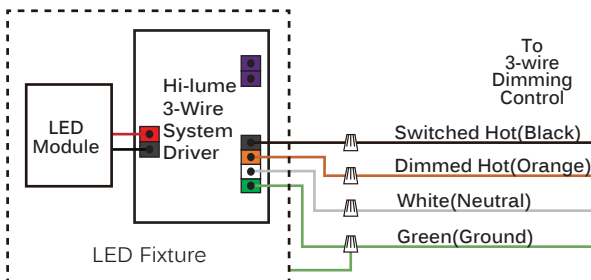 To
3-wire
Dimming
Control
Hi-lume
3-Wire
System
Driver
LED
Module
Switched Hot(Black)
Dimmed Hot(Orange)
White(Neutral)
Green(Ground)
LED Fixture